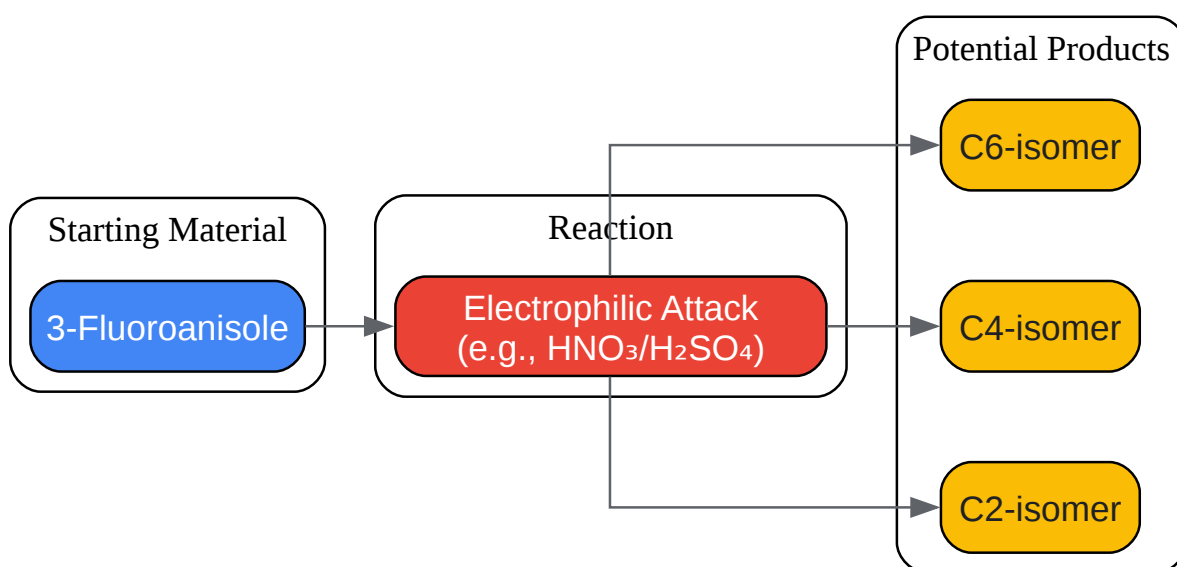 Starting Material
3-Fluoroanisole
Reaction
Electrophilic Attack
(e.g., HNO₃/H₂SO₄)
Potential Products
C6-isomer
C4-isomer
C2-isomer